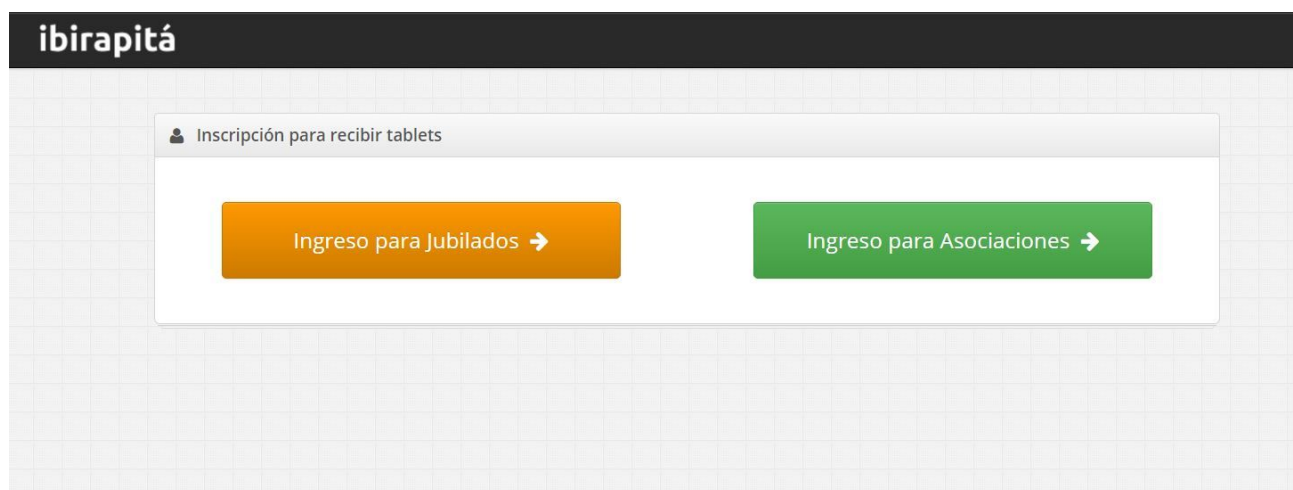 ibirapitá
Inscripción para recibir tablets
Ingreso para Jubilados
Ingreso para Asociaciones